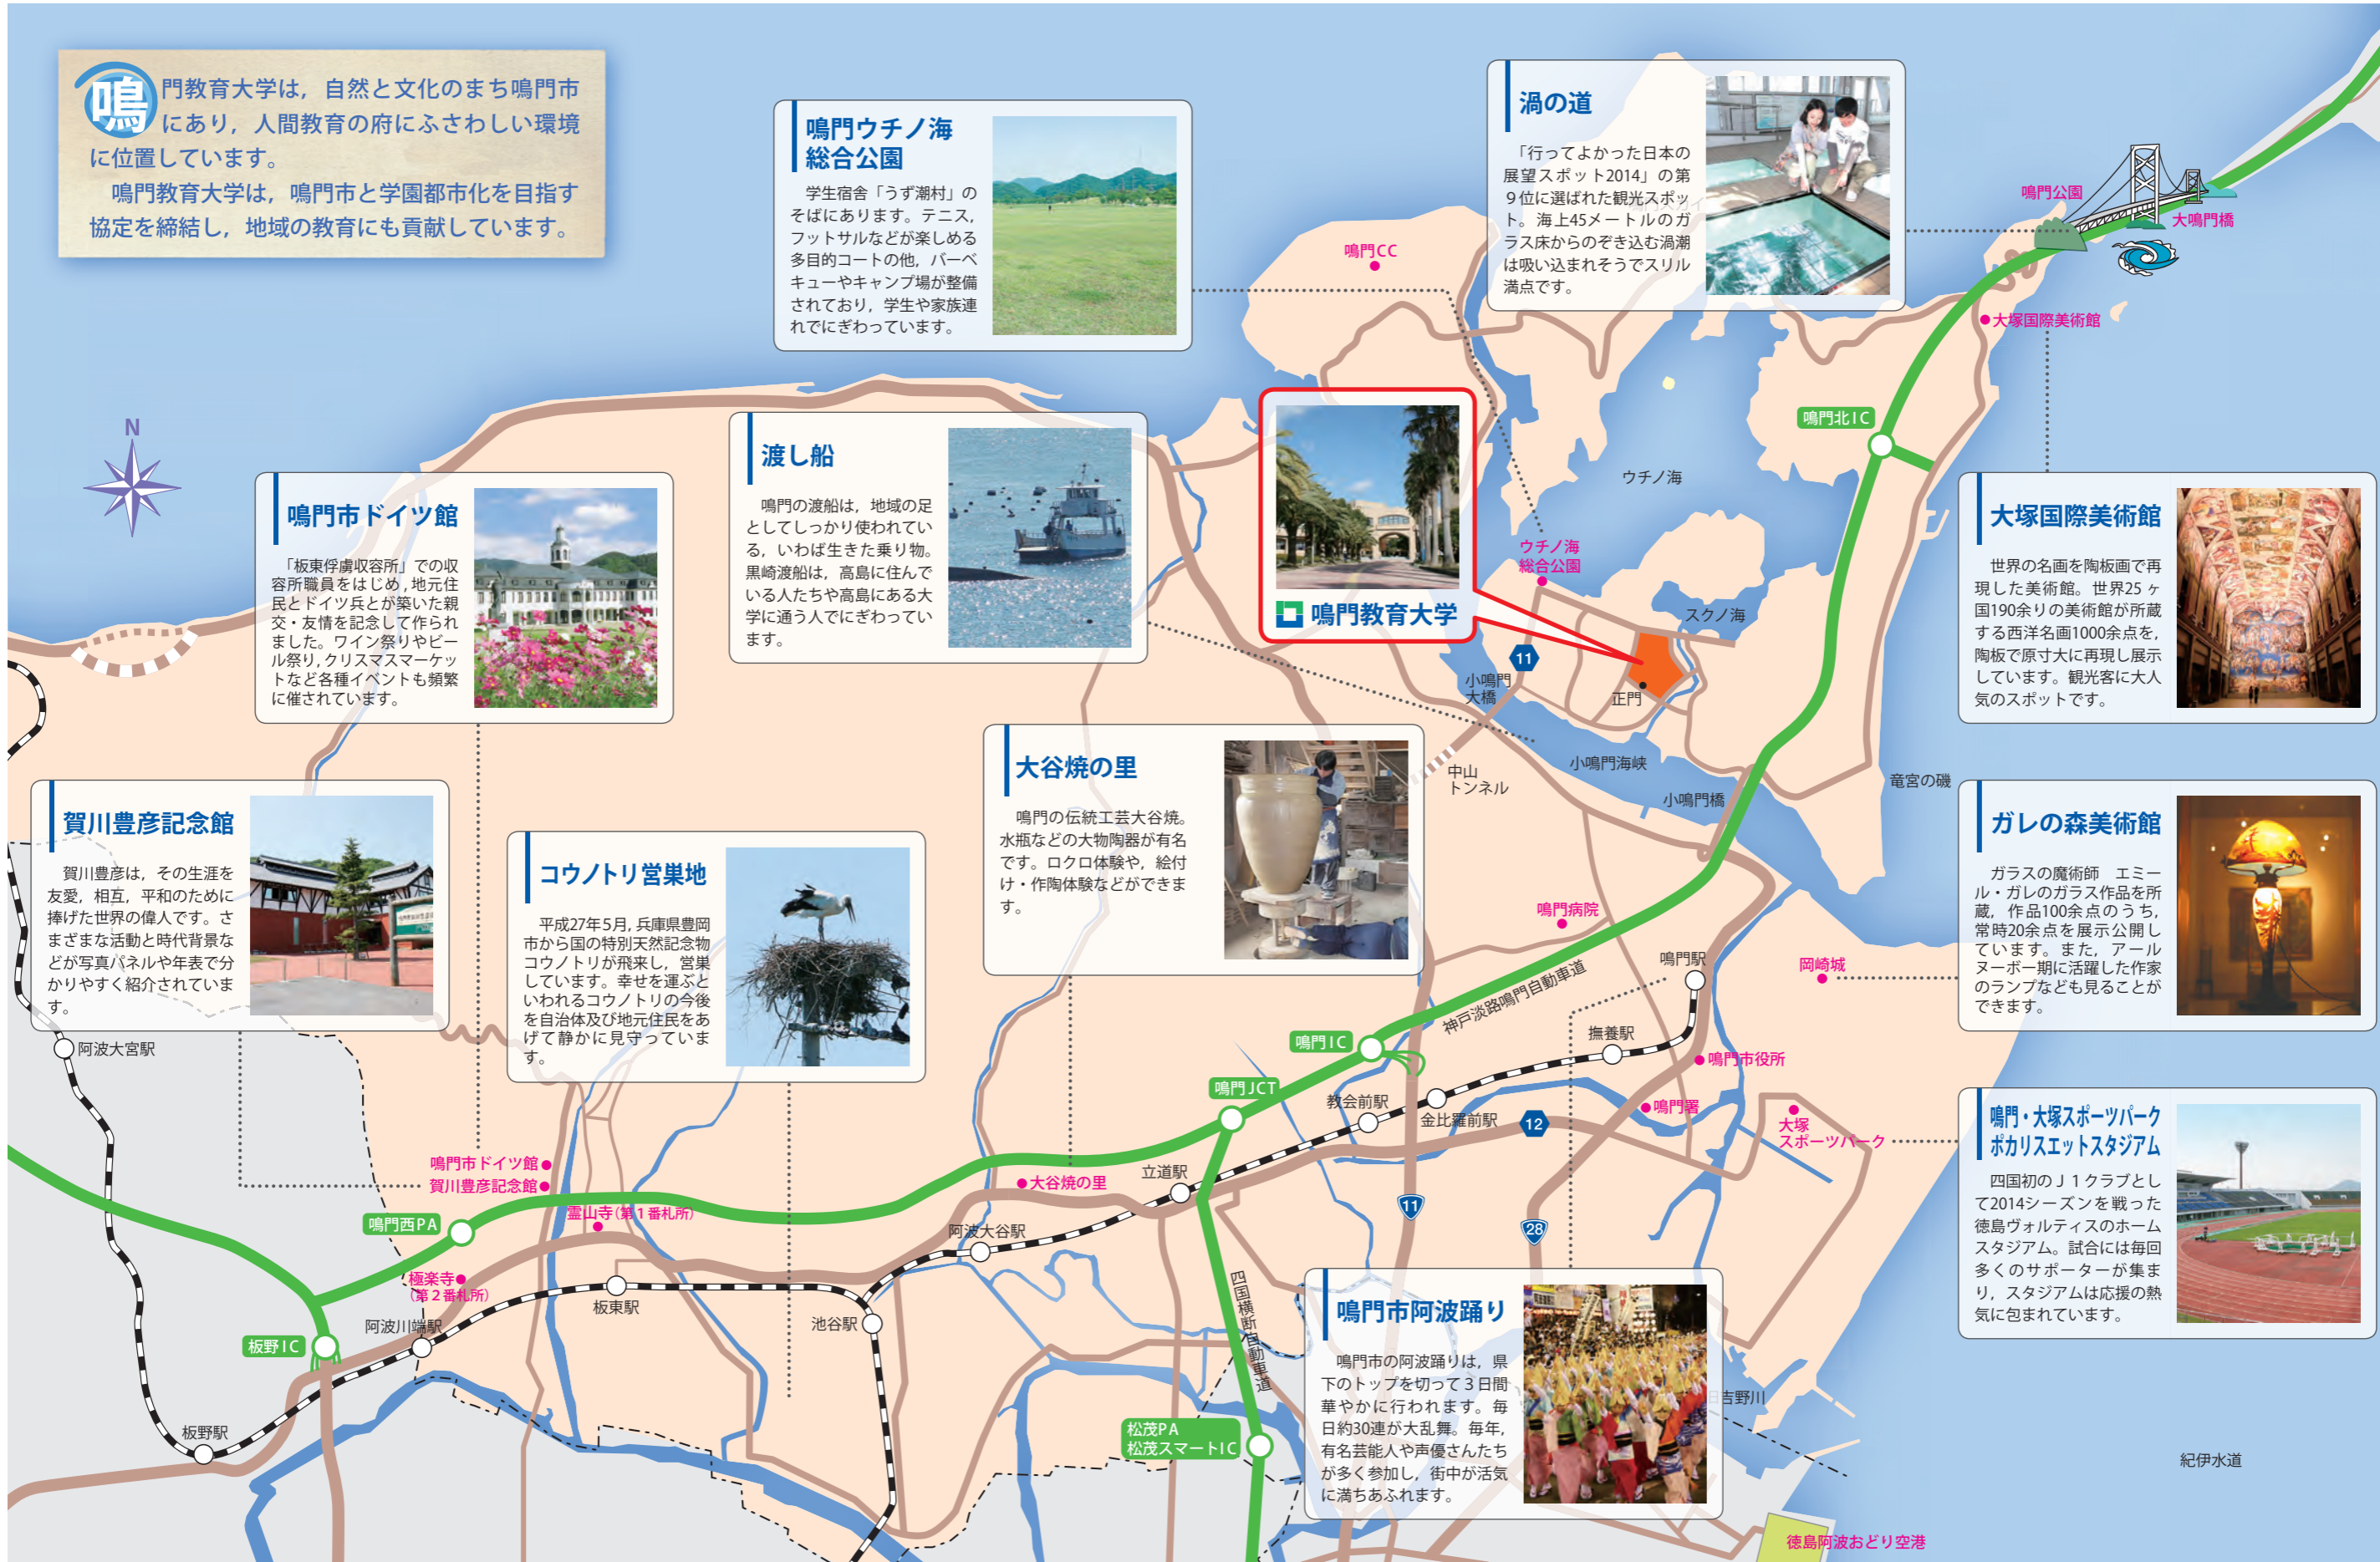 鳴門教育大学は，自然と文化のまち鳴門市
にあり，人間教育の府にふさわしい環境
に位置しています。
鳴門教育大学は，鳴門市と学園都市化を目指す
協定を締結し，地域の教育にも貢献しています。
鳴門ウチノ海
総合公園
学生宿舎「うず潮村」の
そばにあります。テニス，
フットサルなどが楽しめる
多目的コートの他，バーベ
キューやキャンプ場が整備
されており，学生や家族連
れでにぎわっています。
渦の道
「行ってよかった日本の
展望スポット2014」の第
９位に選ばれた観光スポッ
ト。海上45メートルのガ
ラス床からのぞき込む渦潮
は吸い込まれそうでスリル
満点です。
鳴門公園
大鳴門橋
鳴門CC
大塚国際美術館
鳴門北IC
N
渡し船
鳴門の渡船は，地域の足
としてしっかり使われてい
る，いわば生きた乗り物。
黒崎渡船は，高島に住んで
いる人たちや高島にある大
学に通う人でにぎわってい
ます。
鳴門教育大学
ウチノ海
ウチノ海
総合公園
スクノ海
11
小鳴門
大橋
正門
小鳴門海峡
中山
トンネル
小鳴門橋
竜宮の磯
鳴門市ドイツ館
「板東俘虜収容所」での収
容所職員をはじめ,地元住
民とドイツ兵とが築いた親
交・友情を記念して作られ
ました。ワイン祭りやビー
ル祭り,クリスマスマーケッ
トなど各種イベントも頻繁
に催されています。
大塚国際美術館
世界の名画を陶板画で再
現した美術館。世界25ヶ
国190余りの美術館が所蔵
する西洋名画1000余点を，
陶板で原寸大に再現し展示
しています。観光客に大人
気のスポットです。
賀川豊彦記念館
賀川豊彦は，その生涯を
友愛，相互，平和のために
捧げた世界の偉人です。さ
まざまな活動と時代背景な
どが写真パネルや年表で分
かりやすく紹介されていま
す。
コウノトリ営巣地
平成27年5月,兵庫県豊岡
市から国の特別天然記念物
コウノトリが飛来し，営巣
しています。幸せを運ぶと
いわれるコウノトリの今後
を自治体及び地元住民をあ
げて静かに見守っていま
す。
大谷焼の里
鳴門の伝統工芸大谷焼。
水瓶などの大物陶器が有名
です。ロクロ体験や，絵付
け・作陶体験などができま
す。
ガレの森美術館
ガラスの魔術師　エミー
ル・ガレのガラス作品を所
蔵，作品100余点のうち，
常時20余点を展示公開し
ています。また，アール
ヌーボー期に活躍した作家
のランプなども見ることが
できます。
鳴門病院
鳴門駅
岡崎城
神戸淡路鳴門自動車道
撫養駅
鳴門市役所
鳴門IC
鳴門JCT
教会前駅
金比羅前駅
12
鳴門署
大塚
スポーツパーク
阿波大宮駅
鳴門市ドイツ館
賀川豊彦記念館
大谷焼の里
立道駅
11
28
鳴門西PA
霊山寺(第１番札所)
阿波大谷駅
極楽寺
(第２番札所)
板東駅
池谷駅
阿波川端駅
板野IC
板野駅
四国横断自動車道
松茂PA
松茂スマートIC
鳴門・大塚スポーツパーク
ポカリスエットスタジアム
四国初のＪ１クラブとし
て2014シーズンを戦った
徳島ヴォルティスのホーム
スタジアム。試合には毎回
多くのサポーターが集ま
り，スタジアムは応援の熱
気に包まれています。
鳴門市阿波踊り
鳴門市の阿波踊りは，県
下のトップを切って３日間
華やかに行われます。毎
日約30連が大乱舞。毎年，
有名芸能人や声優さんたち
が多く参加し，街中が活気
に満ちあふれます。
旧吉野川
紀伊水道
徳島阿波おどり空港